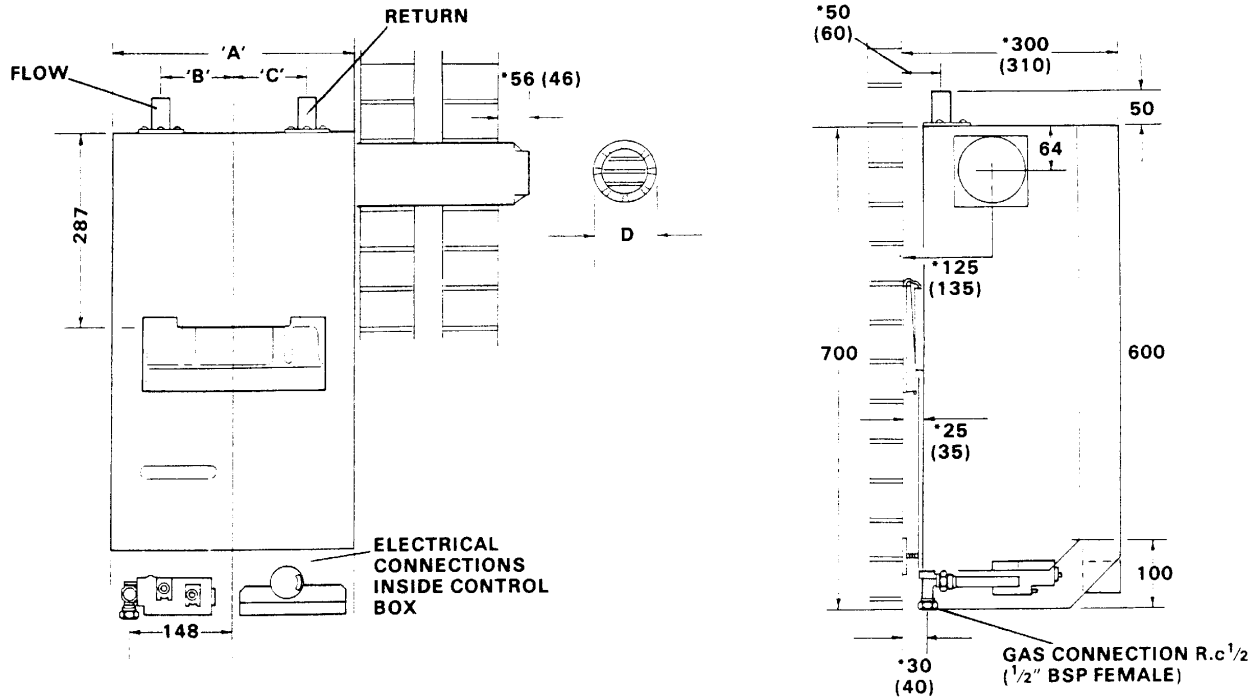 RETURN
'A'
FLOW
'B'
'C'
*56 (46)
287
D
ELECTRICAL
CONNECTIONS
INSIDE CONTROL
BOX
148
*50
(60)
*300
(310)
50
64
*125
(135)
700
600
*25
(35)
100
*30
(40)
GAS CONNECTION R.c 1/2
(1/2" BSP FEMALE)